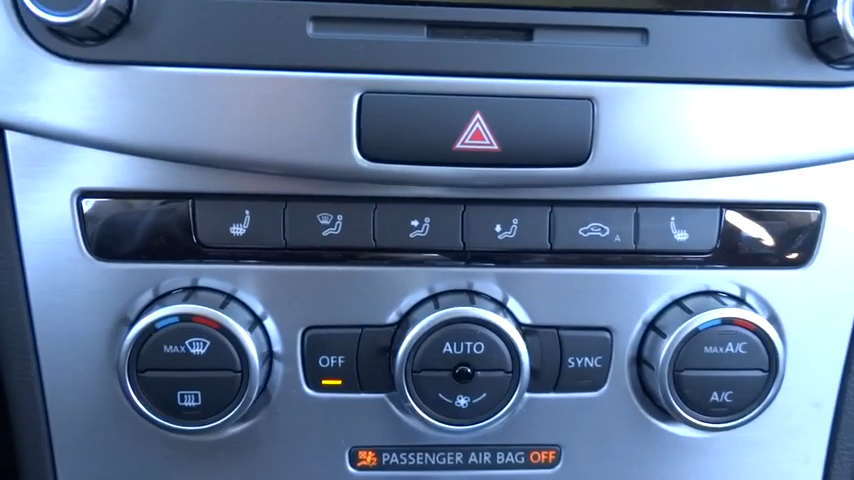 A
MAX
OFF
AUTO
SYNC
MAX A/C
A/C
PASSENGER AIR BAG OFF